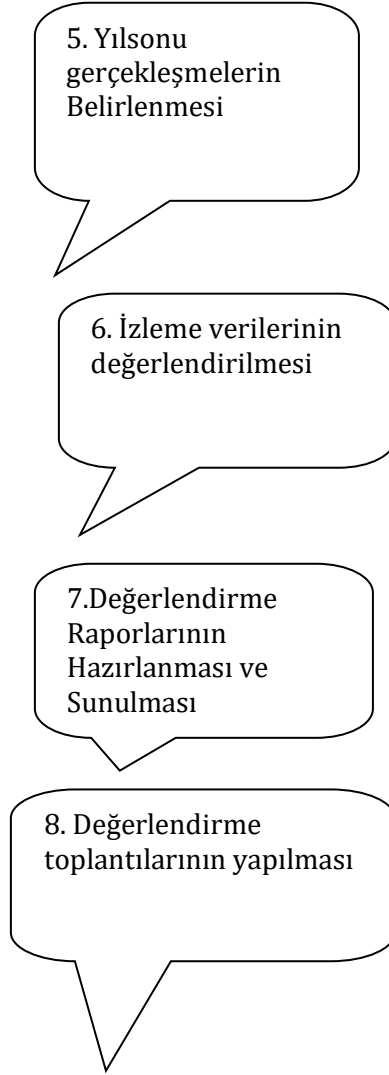 5. Yılsonu
gerçekleşmelerin
Belirlenmesi
6. İzleme verilerinin
değerlendirilmesi
7.Değerlendirme
Raporlarının
Hazırlanması ve
Sunulması
8. Değerlendirme
toplantılarının yapılması